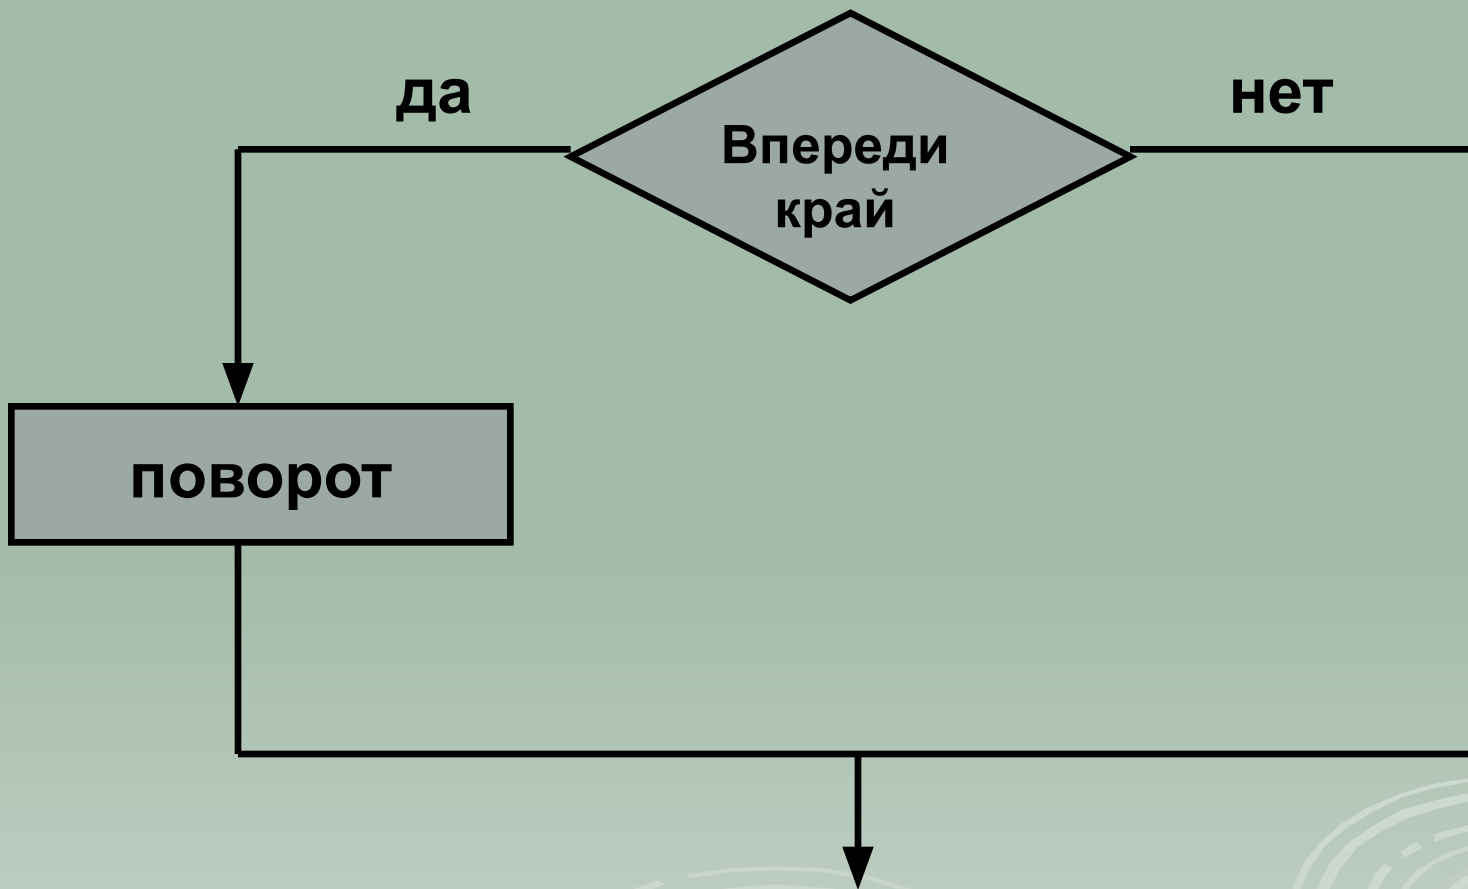 да
нет
Впереди
край
поворот